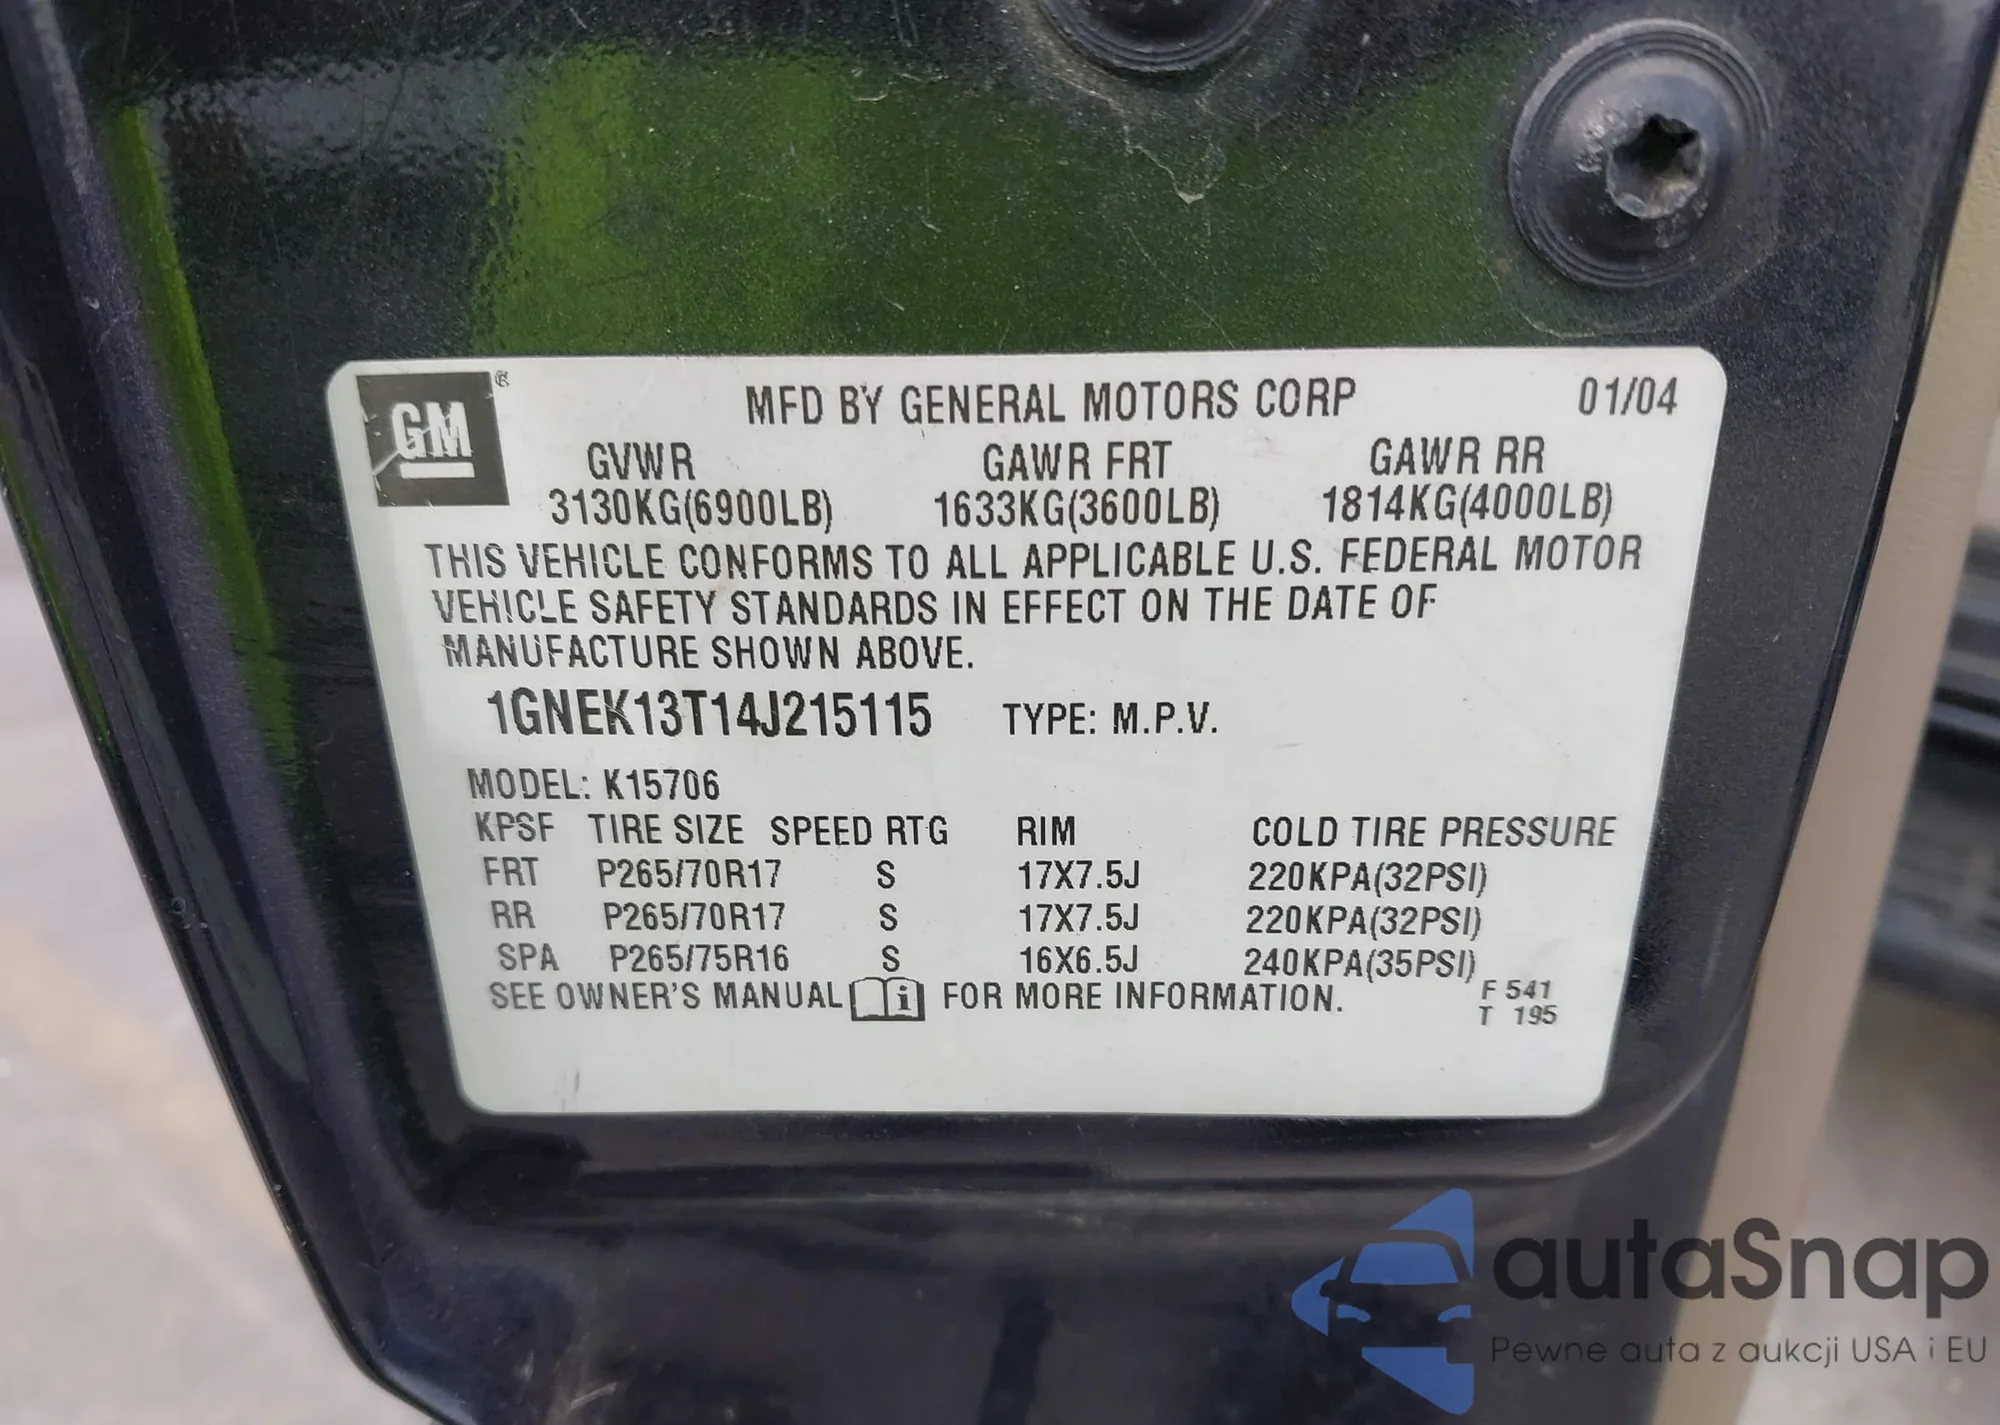 GM ®
MFD BY GENERAL MOTORS CORP 01/04
GVWR GAWR FRT GAWR RR
3130KG(6900LB) 1633KG(3600LB) 1814KG(4000LB)
THIS VEHICLE CONFORMS TO ALL APPLICABLE U.S. FEDERAL MOTOR
VEHICLE SAFETY STANDARDS IN EFFECT ON THE DATE OF
MANUFACTURE SHOWN ABOVE.
1GNEK13T14J215115 TYPE: M.P.V.
MODEL: K15706
KPSF TIRE SIZE SPEED RTG RIM COLD TIRE PRESSURE
FRT P265/70R17 S 17X7.5J 220KPA(32PSI)
RR P265/70R17 S 17X7.5J 220KPA(32PSI)
SPA P265/75R16 S 16X6.5J 240KPA(35PSI)
SEE OWNER'S MANUAL i FOR MORE INFORMATION.
F 541
T 195
autaSnap
Pewne auta z aukcji USA i EU